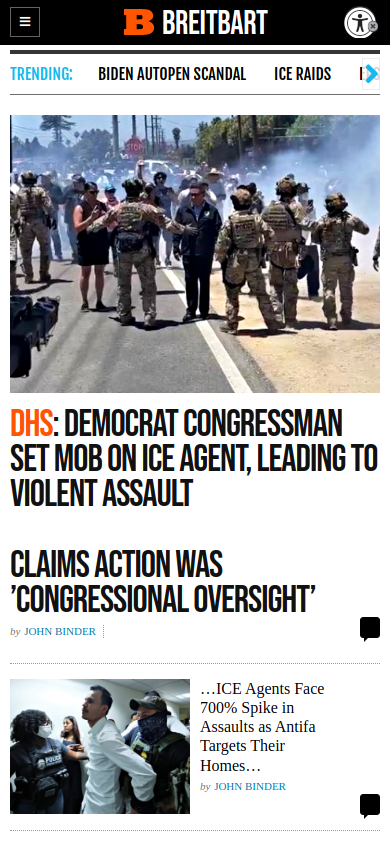 BREITBART
TRENDING:
BIDEN AUTOPEN SCANDAL
ICE RAIDS
STOP
DHS: DEMOCRAT CONGRESSMAN
SET MOB ON ICE AGENT, LEADING TO
VIOLENT ASSAULT
CLAIMS ACTION WAS
’CONGRESSIONAL OVERSIGHT’
by JOHN BINDER
…ICE Agents Face
700% Spike in
Assaults as Antifa
Targets Their
Homes…
by JOHN BINDER